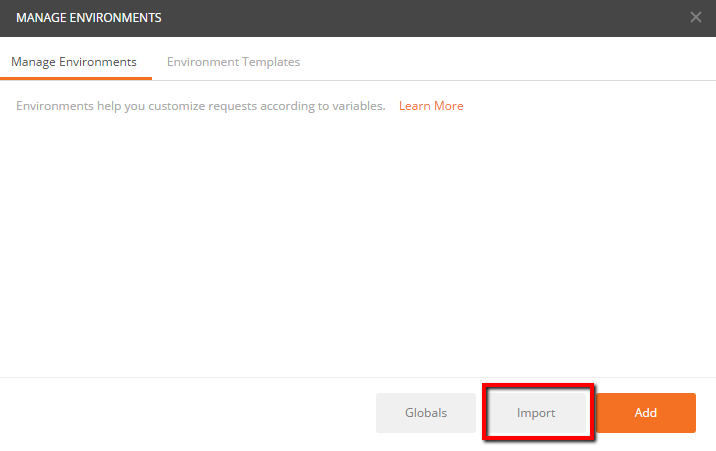 MANAGE ENVIRONMENTS
Manage Environments Environment Templates
Environments help you customize requests according to variables. Learn More
Globals Import Add